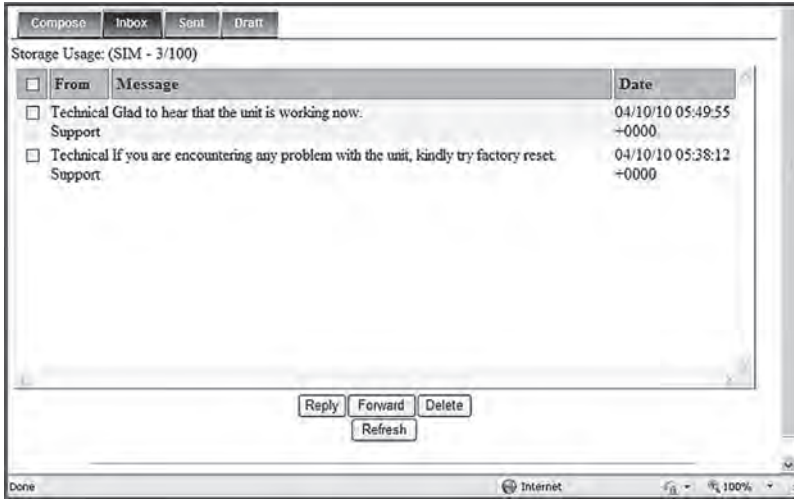 Compose Inbox Sent Draft
Storage Usage: (SIM - 3/100)
From Message Date
Technical Support Glad to hear that the unit is working now. 04/10/10 05:49:55 +0000
Technical Support If you are encountering any problem with the unit, kindly try factory reset. 04/10/10 05:38:12 +0000
Reply Forward Delete
Refresh
Done Internet 100%